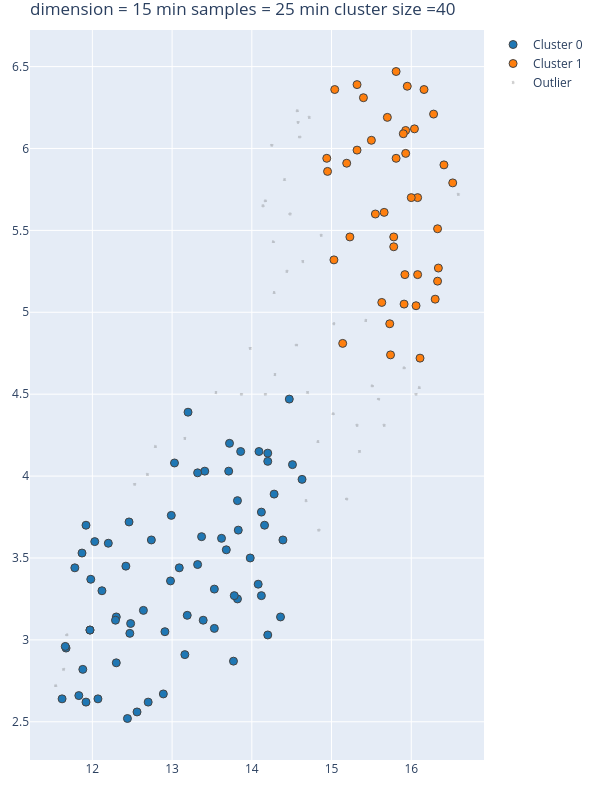 dimension = 15 min samples = 25 min cluster size =40
Cluster 0
Cluster 1
Outlier
6.5
6
5.5
5
4.5
4
3.5
3
2.5
12 13 14 15 16